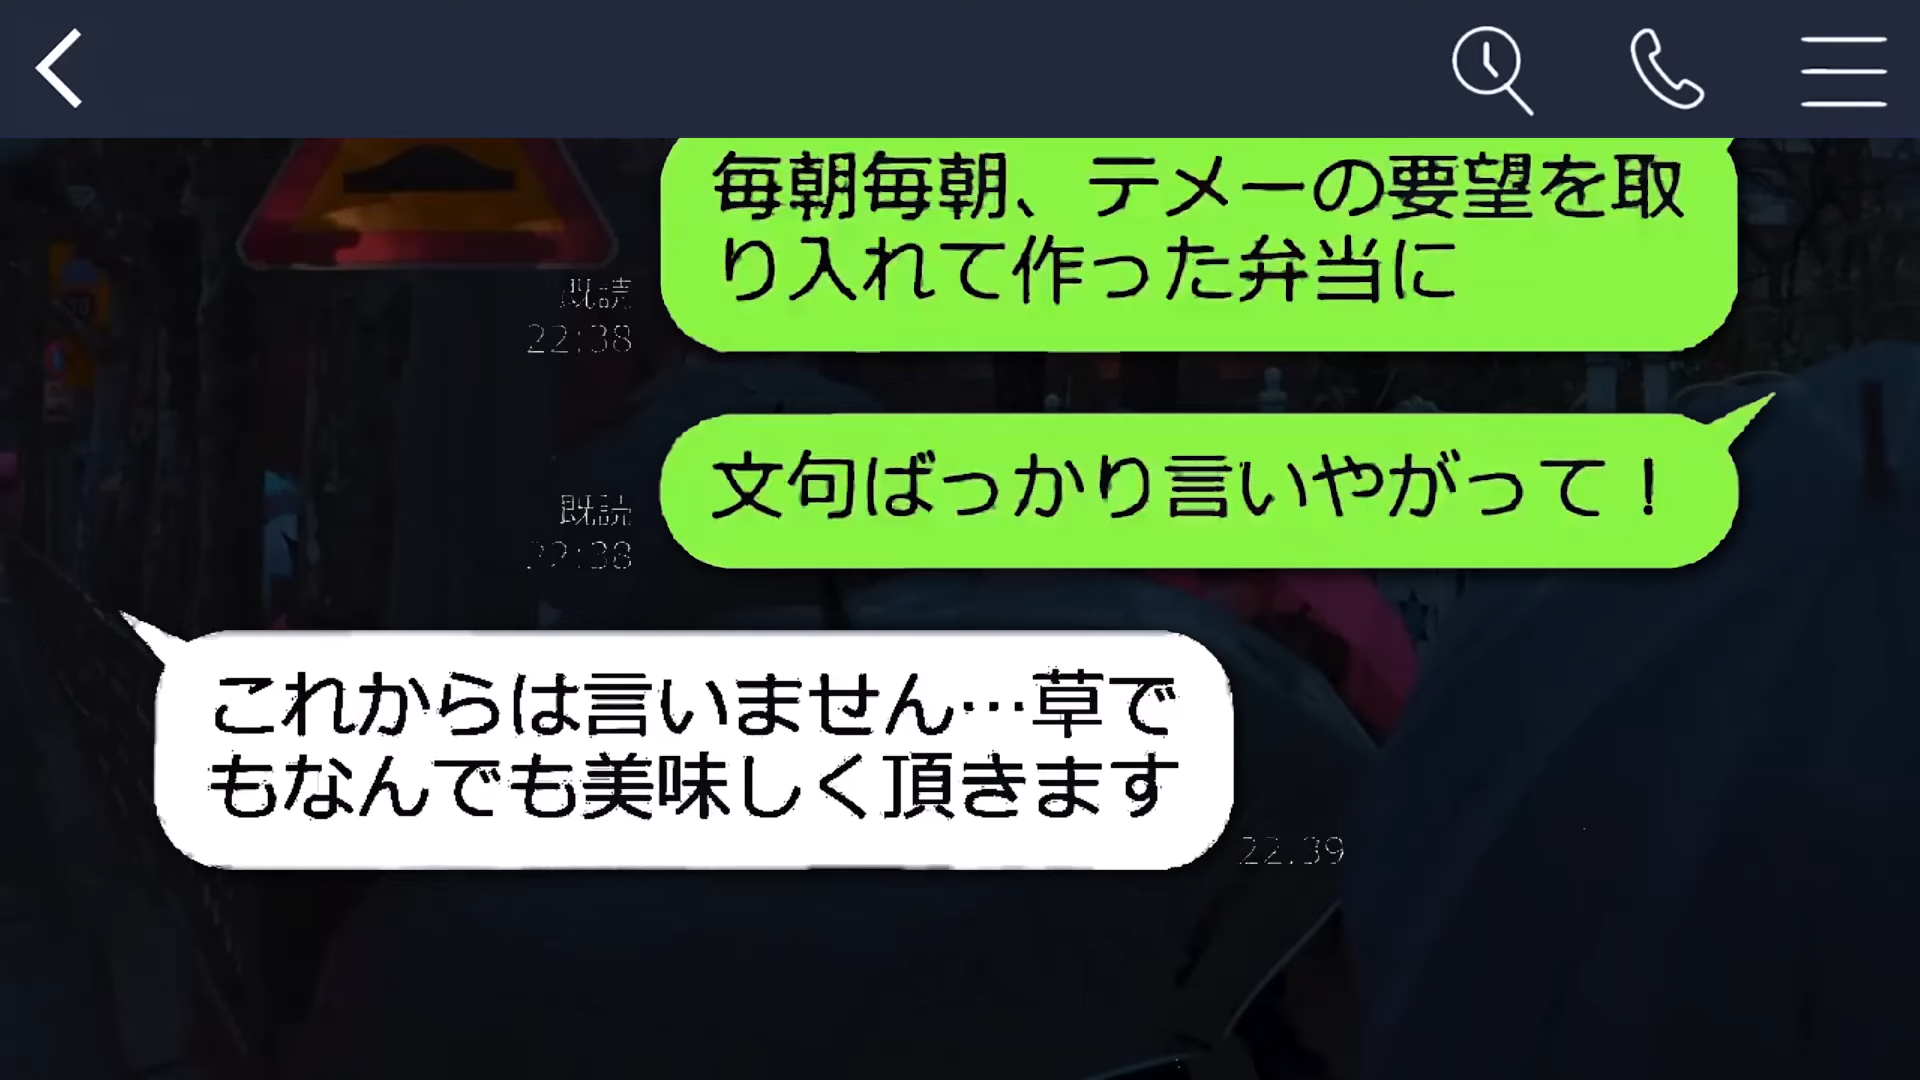 毎朝毎朝、テメーの要望を取
り入れて作った弁当に
既読
22:38
文句ばっかり言いやがって！
既読
22:38
これからは言いません…草で
もなんでも美味しく頂きます
22:39